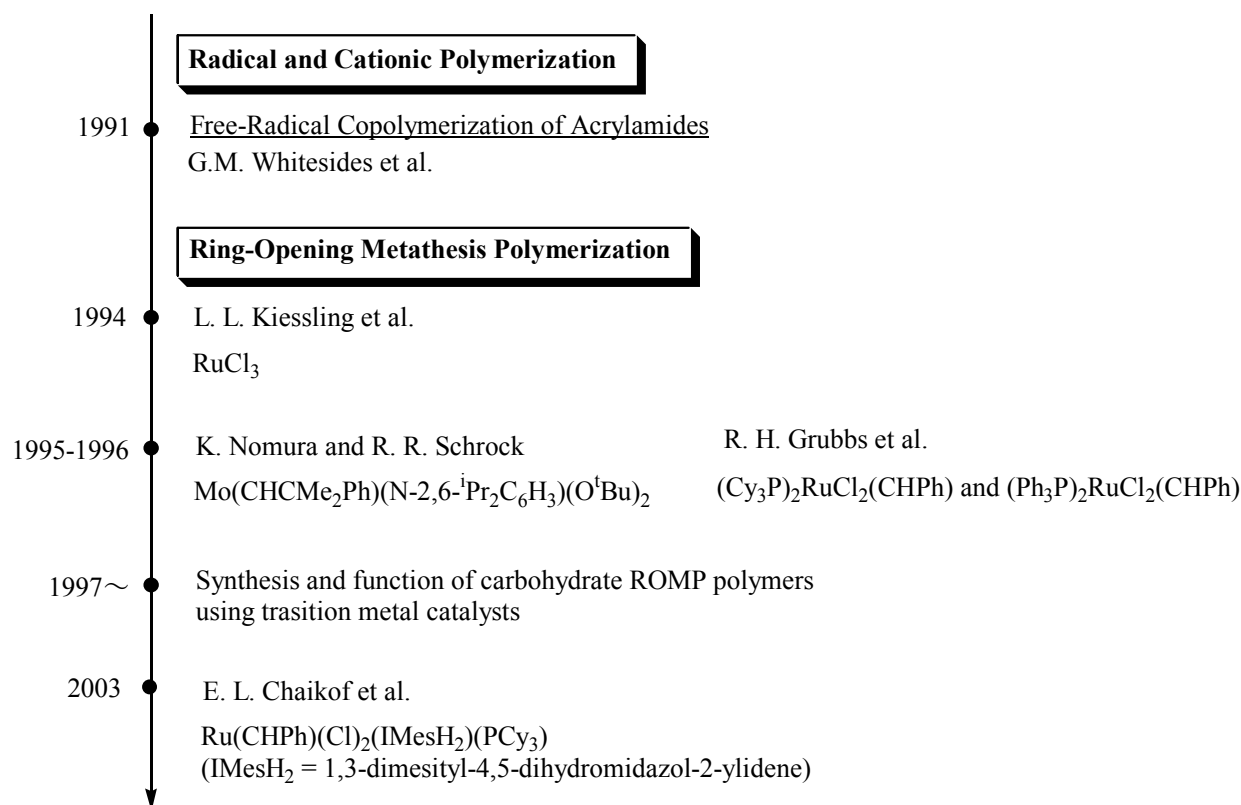 Radical and Cationic Polymerization
1991
Free-Radical Copolymerization of Acrylamides
G.M. Whitesides et al.
Ring-Opening Metathesis Polymerization
1994
L. L. Kiessling et al.
RuCl₃
1995-1996
K. Nomura and R. R. Schrock
Mo(CHCMe₂Ph)(N-2,6-ⁱPr₂C₆H₃)(OᵗBu)₂
R. H. Grubbs et al.
(Cy₃P)₂RuCl₂(CHPh) and (Ph₃P)₂RuCl₂(CHPh)
1997~
Synthesis and function of carbohydrate ROMP polymers
using trasition metal catalysts
2003
E. L. Chaikof et al.
Ru(CHPh)(Cl)₂(IMesH₂)(PCy₃)
(IMesH₂ = 1,3-dimesityl-4,5-dihydromidazol-2-ylidene)